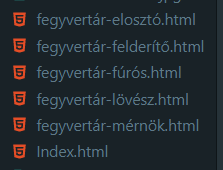 fegyvertár-elosztó.html
fegyvertár-felderítő.html
fegyvertár-fúrós.html
fegyvertár-lövész.html
fegyvertár-mérnök.html
Index.html